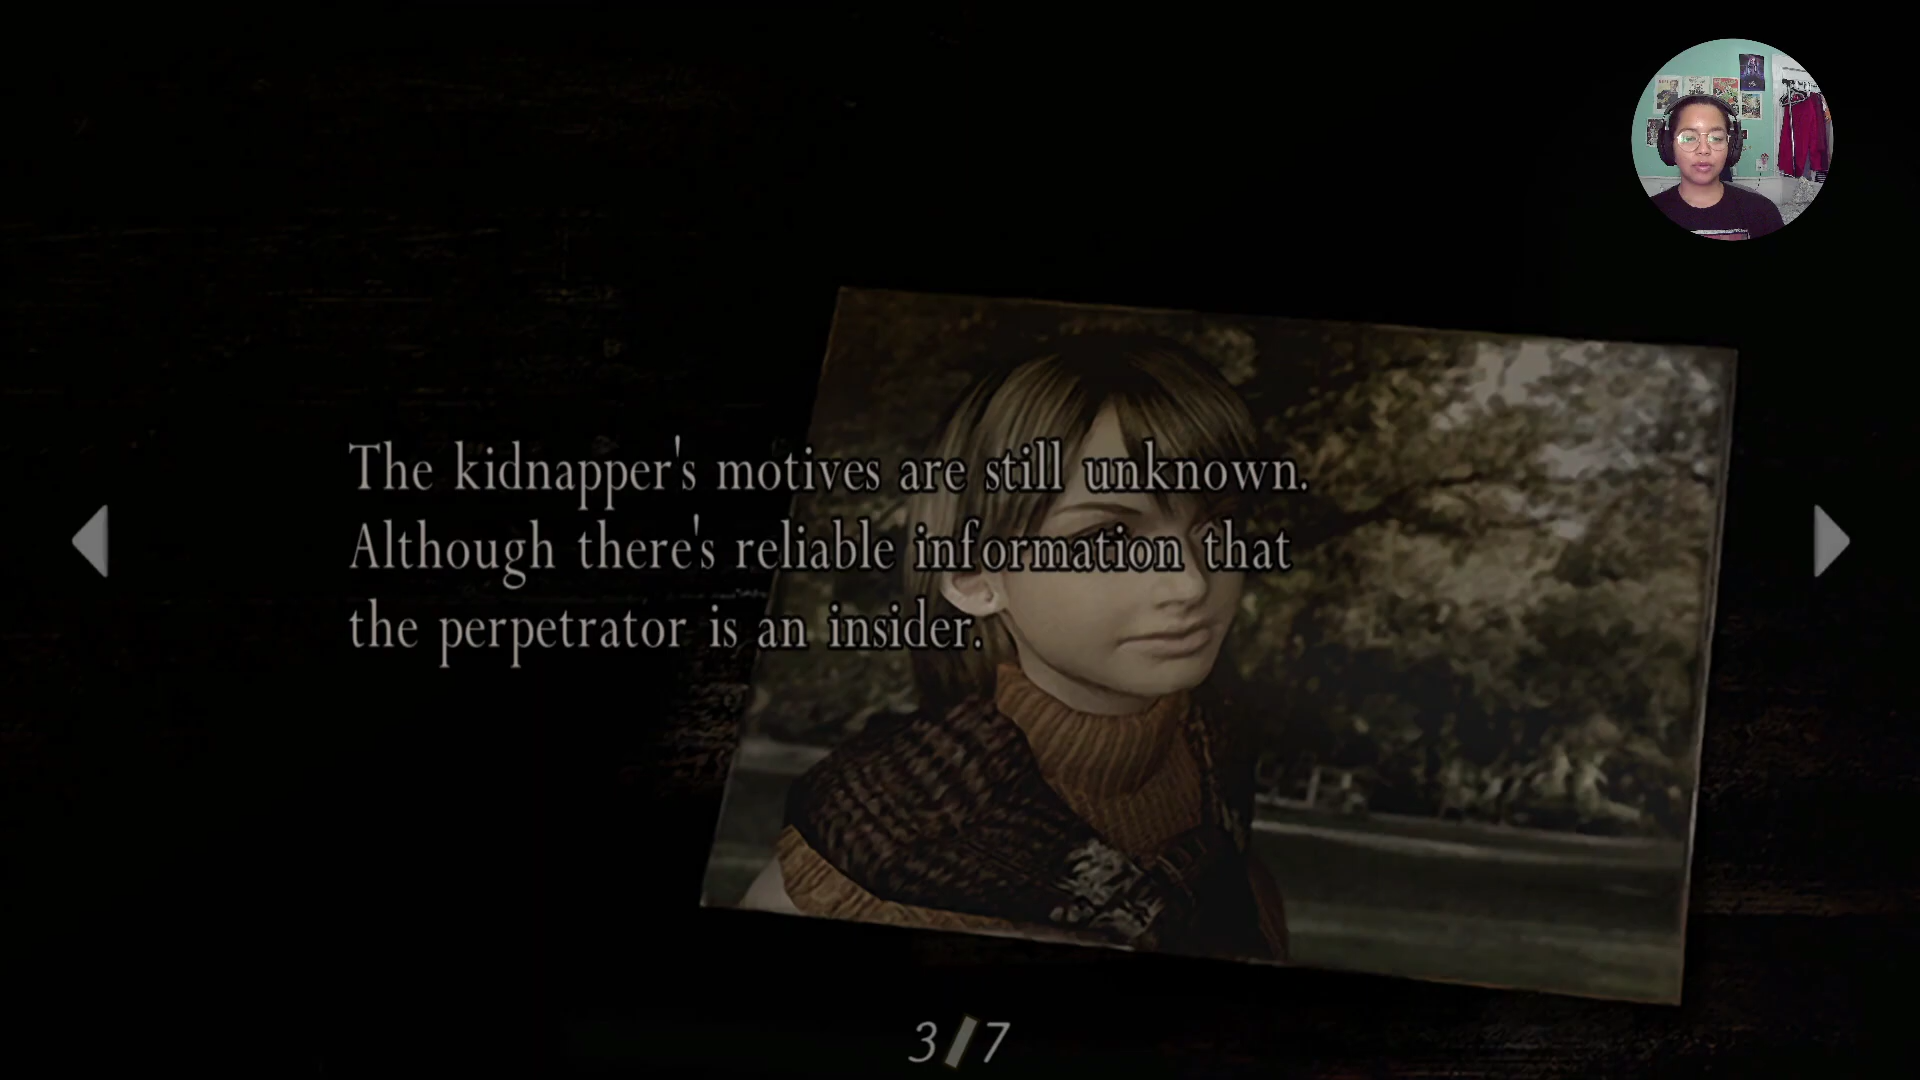 The kidnapper's motives are still unknown.
Although there's reliable information that
the perpetrator is an insider.
3/7